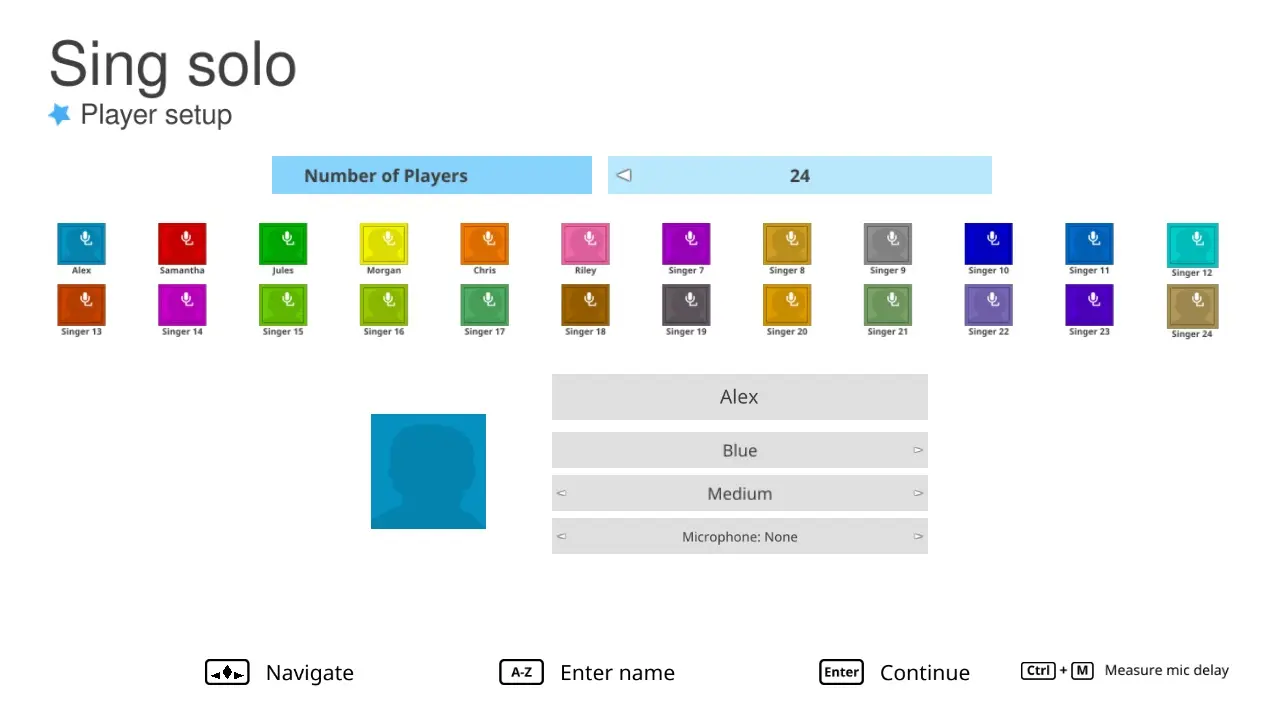 Sing solo
Player setup
Number of Players 24
Alex Samantha Jules Morgan Chris Riley Singer 7 Singer 8 Singer 9 Singer 10 Singer 11 Singer 12
Singer 13 Singer 14 Singer 15 Singer 16 Singer 17 Singer 18 Singer 19 Singer 20 Singer 21 Singer 22 Singer 23 Singer 24
Alex
Blue
Medium
Microphone: None
Navigate A-Z Enter name Enter Continue Ctrl + M Measure mic delay